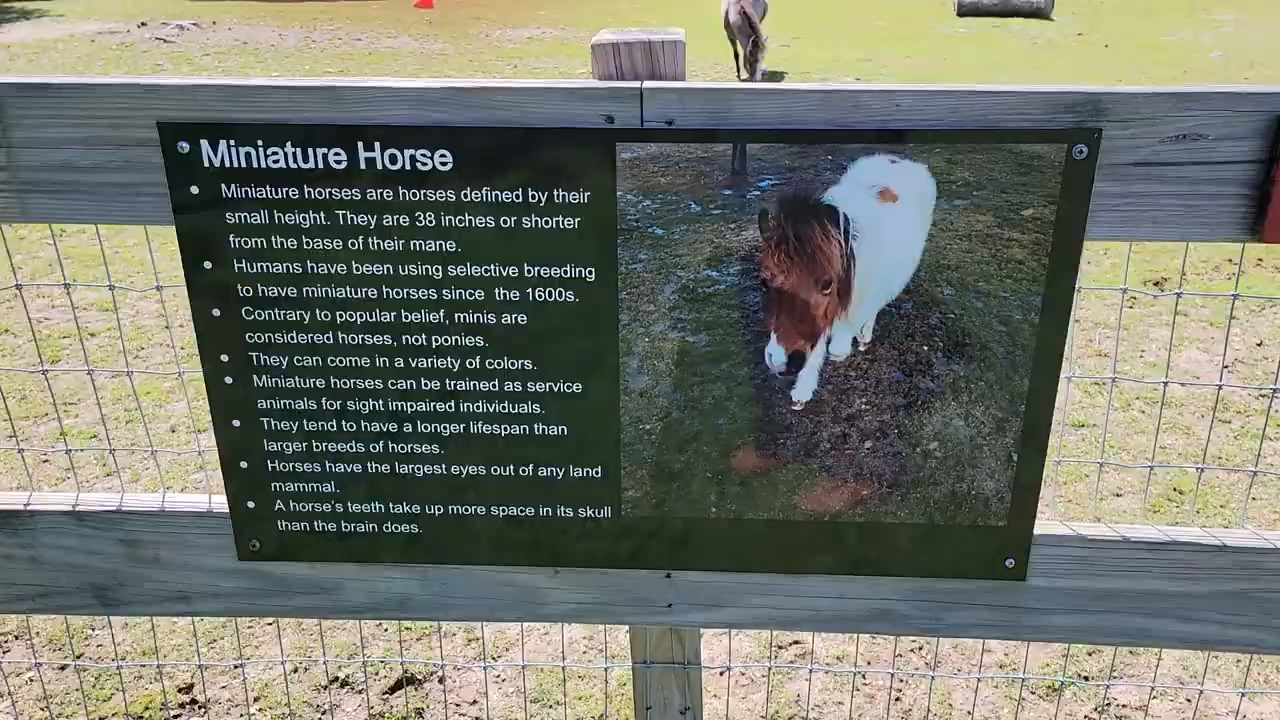 Miniature Horse
• Miniature horses are horses defined by their
small height. They are 38 inches or shorter
from the base of their mane.
• Humans have been using selective breeding
to have miniature horses since the 1600s.
• Contrary to popular belief, minis are
considered horses, not ponies.
• They can come in a variety of colors.
• Miniature horses can be trained as service
animals for sight impaired individuals.
• They tend to have a longer lifespan than
larger breeds of horses.
• Horses have the largest eyes out of any land
mammal.
• A horse's teeth take up more space in its skull
than the brain does.